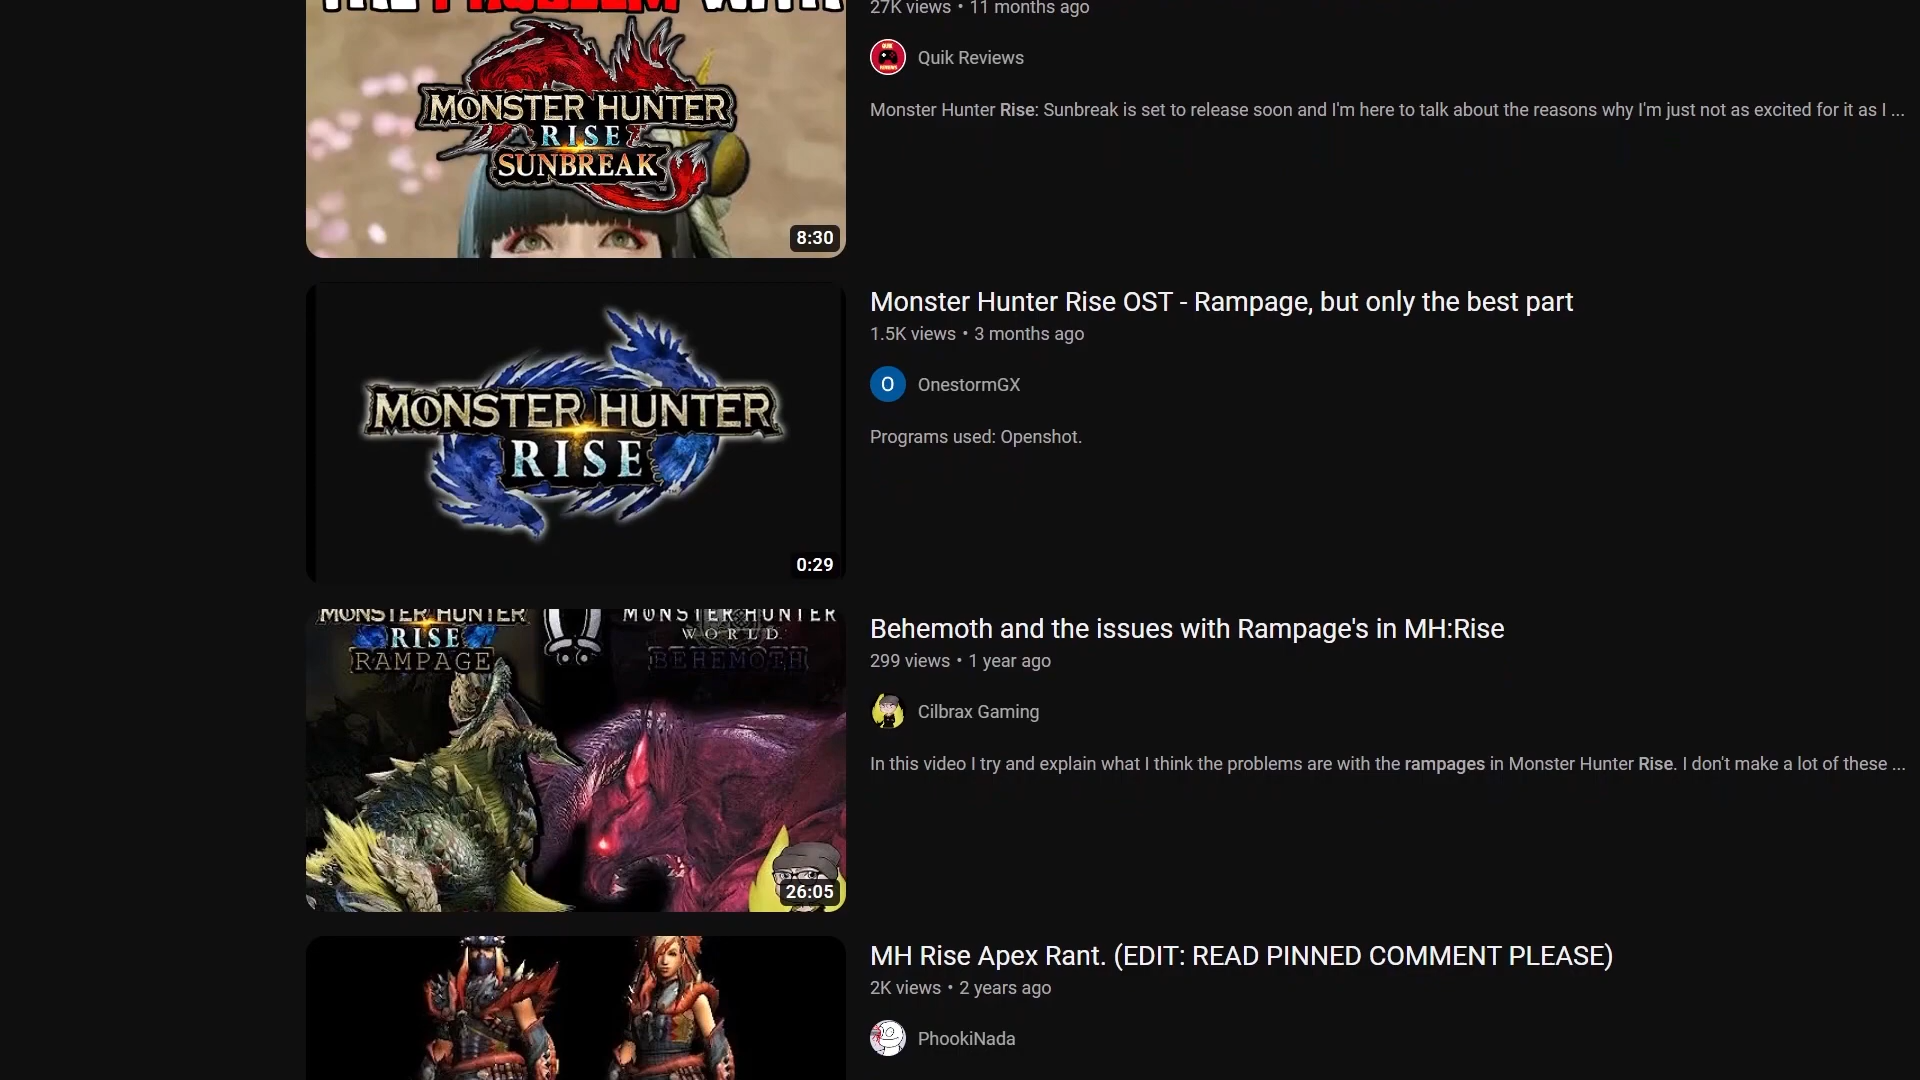 THE PROBLEM WITH
27K views • 11 months ago
Quik Reviews
Monster Hunter Rise: Sunbreak is set to release soon and I'm here to talk about the reasons why I'm just not as excited for it as I ...
MONSTER HUNTER
RISE
SUNBREAK
8:30
Monster Hunter Rise OST - Rampage, but only the best part
1.5K views • 3 months ago
O
OnestormGX
Programs used: Openshot.
MONSTER HUNTER
RISE
0:29
MONSTER HUNTER
RISE
RAMPAGE
MONSTER HUNTER
WORLD
BEHEMOTH
26:05
Behemoth and the issues with Rampage's in MH:Rise
299 views • 1 year ago
Cilbrax Gaming
In this video I try and explain what I think the problems are with the rampages in Monster Hunter Rise. I don't make a lot of these ...
MH Rise Apex Rant. (EDIT: READ PINNED COMMENT PLEASE)
2K views • 2 years ago
PhookiNada